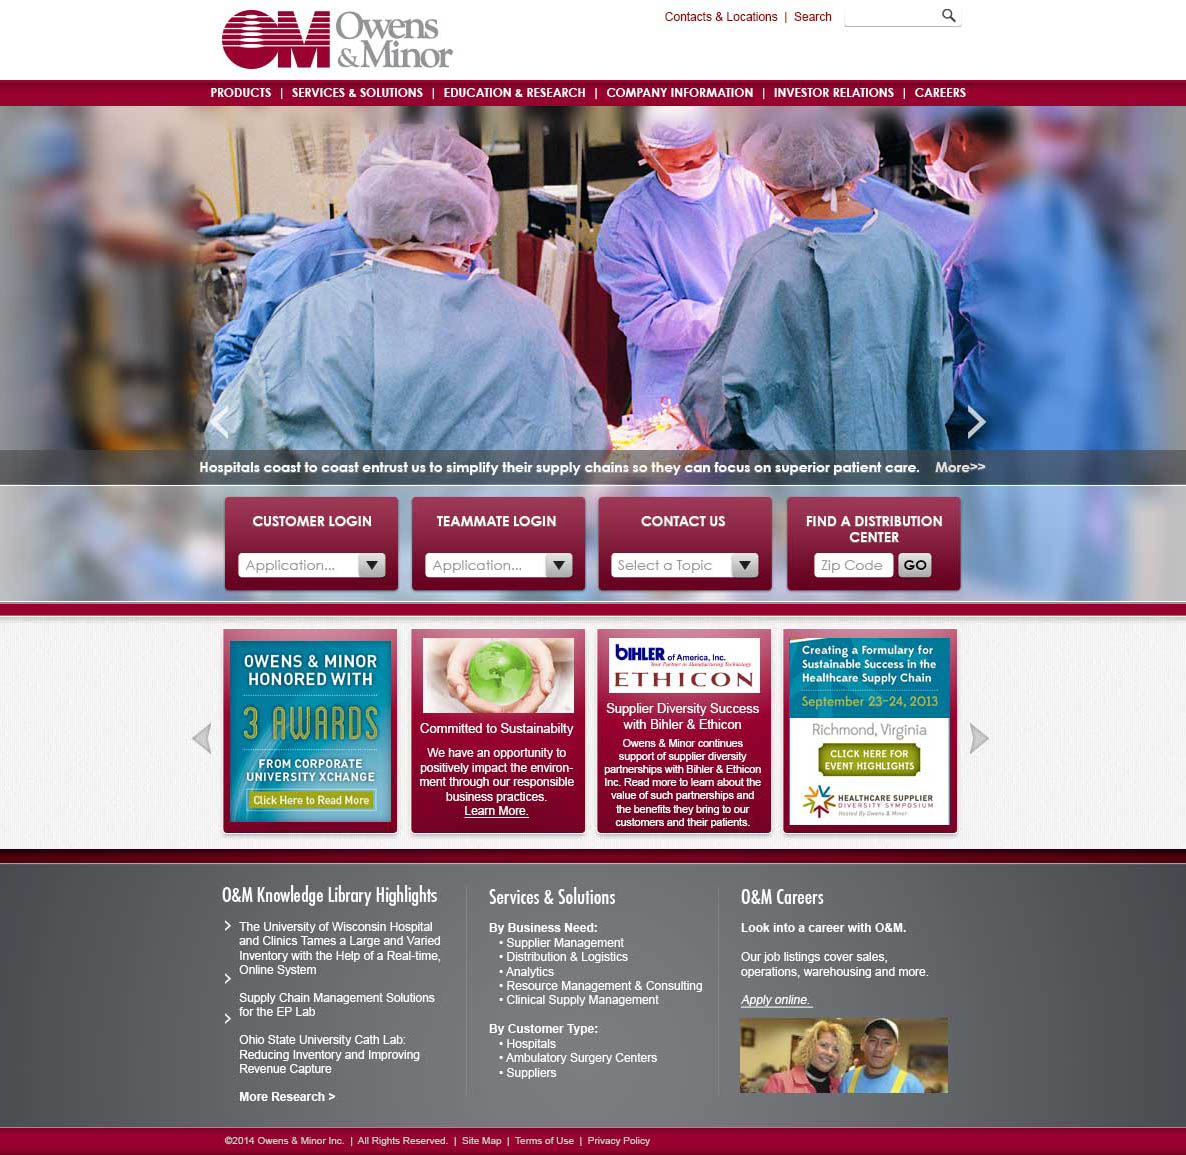 OM Owens
& Minor
Contacts & Locations | Search
PRODUCTS | SERVICES & SOLUTIONS | EDUCATION & RESEARCH | COMPANY INFORMATION | INVESTOR RELATIONS | CAREERS
Hospitals coast to coast entrust us to simplify their supply chains so they can focus on superior patient care. More>>
CUSTOMER LOGIN
Application...
TEAMMATE LOGIN
Application...
CONTACT US
Select a Topic
FIND A DISTRIBUTION
CENTER
Zip Code GO
OWENS & MINOR
HONORED WITH
3 AWARDS
FROM CORPORATE
UNIVERSITY XCHANGE
Click Here to Read More
Committed to Sustainabilty
We have an opportunity to
positively impact the environ-
ment through our responsible
business practices.
Learn More.
BIHLER of America, Inc.
Your Partner in Manufacturing Technology
ETHICON
Supplier Diversity Success
with Bihler & Ethicon
Owens & Minor continues
support of supplier diversity
partnerships with Bihler & Ethicon
Inc. Read more to learn about the
value of such partnerships and
the benefits they bring to our
customers and their patients.
Creating a Formulary for
Sustainable Success in the
Healthcare Supply Chain
September 23-24, 2013
Richmond, Virginia
CLICK HERE FOR
EVENT HIGHLIGHTS
HEALTHCARE SUPPLIER
DIVERSITY SYMPOSIUM
Hosted By Owens & Minor
O&M Knowledge Library Highlights
The University of Wisconsin Hospital
and Clinics Tames a Large and Varied
Inventory with the Help of a Real-time,
Online System
Supply Chain Management Solutions
for the EP Lab
Ohio State University Cath Lab:
Reducing Inventory and Improving
Revenue Capture
More Research >
Services & Solutions
By Business Need:
• Supplier Management
• Distribution & Logistics
• Analytics
• Resource Management & Consulting
• Clinical Supply Management
By Customer Type:
• Hospitals
• Ambulatory Surgery Centers
• Suppliers
O&M Careers
Look into a career with O&M.
Our job listings cover sales,
operations, warehousing and more.
Apply online.
©2014 Owens & Minor Inc. | All Rights Reserved. | Site Map | Terms of Use | Privacy Policy